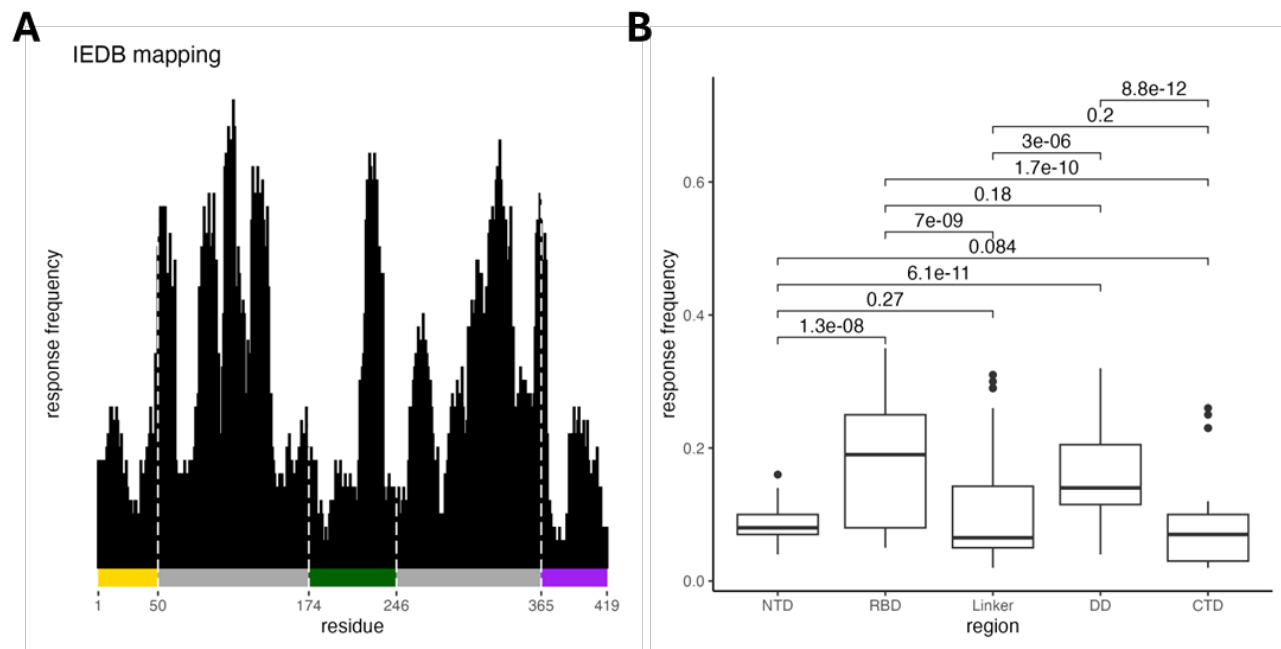 A
IEDB mapping
response frequency
1 50 174 246 365 419
residue
B
8.8e-12
0.2
3e-06
1.7e-10
0.18
7e-09
0.084
6.1e-11
0.27
1.3e-08
response frequency
0.6
0.4
0.2
0.0
NTD RBD Linker DD CTD
region